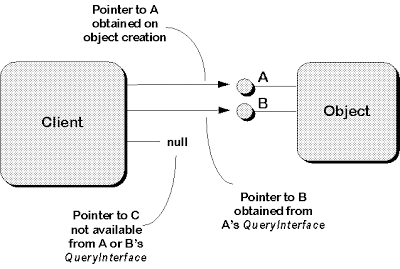 Pointer to A
obtained on
object creation
A
B
Client
Object
null
Pointer to B
obtained from
A's QueryInterface
Pointer to C
not available
from A or B's
QueryInterface